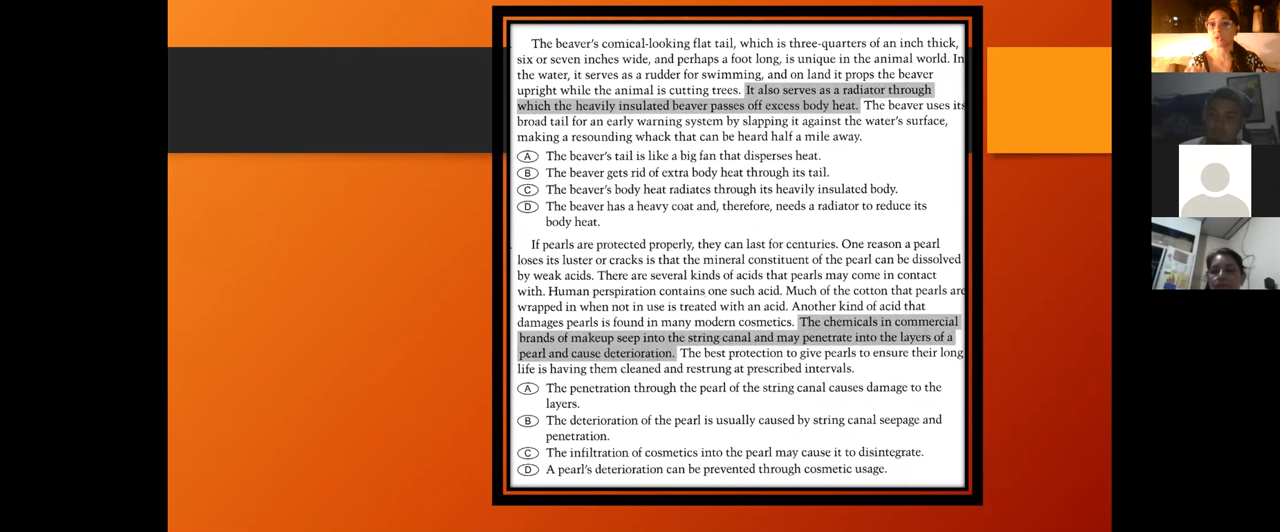 The beaver's comical-looking flat tail, which is three-quarters of an inch thick,
six or seven inches wide, and perhaps a foot long, is unique in the animal world. In
the water, it serves as a rudder for swimming, and on land it props the beaver
upright while the animal is cutting trees. It also serves as a radiator through
which the heavily insulated beaver passes off excess body heat. The beaver uses its
broad tail for an early warning system by slapping it against the water's surface,
making a resounding whack that can be heard half a mile away.
A The beaver's tail is like a big fan that disperses heat.
B The beaver gets rid of extra body heat through its tail.
C The beaver's body heat radiates through its heavily insulated body.
D The beaver has a heavy coat and, therefore, needs a radiator to reduce its
body heat.
If pearls are protected properly, they can last for centuries. One reason a pearl
loses its luster or cracks is that the mineral constituent of the pearl can be dissolved
by weak acids. There are several kinds of acids that pearls may come in contact
with. Human perspiration contains one such acid. Much of the cotton that pearls are
wrapped in when not in use is treated with an acid. Another kind of acid that
damages pearls is found in many modern cosmetics. The chemicals in commercial
brands of makeup seep into the string canal and may penetrate into the layers of a
pearl and cause deterioration. The best protection to give pearls to ensure their long
life is having them cleaned and restrung at prescribed intervals.
A The penetration through the pearl of the string canal causes damage to the
layers.
B The deterioration of the pearl is usually caused by string canal seepage and
penetration.
C The infiltration of cosmetics into the pearl may cause it to disintegrate.
D A pearl's deterioration can be prevented through cosmetic usage.